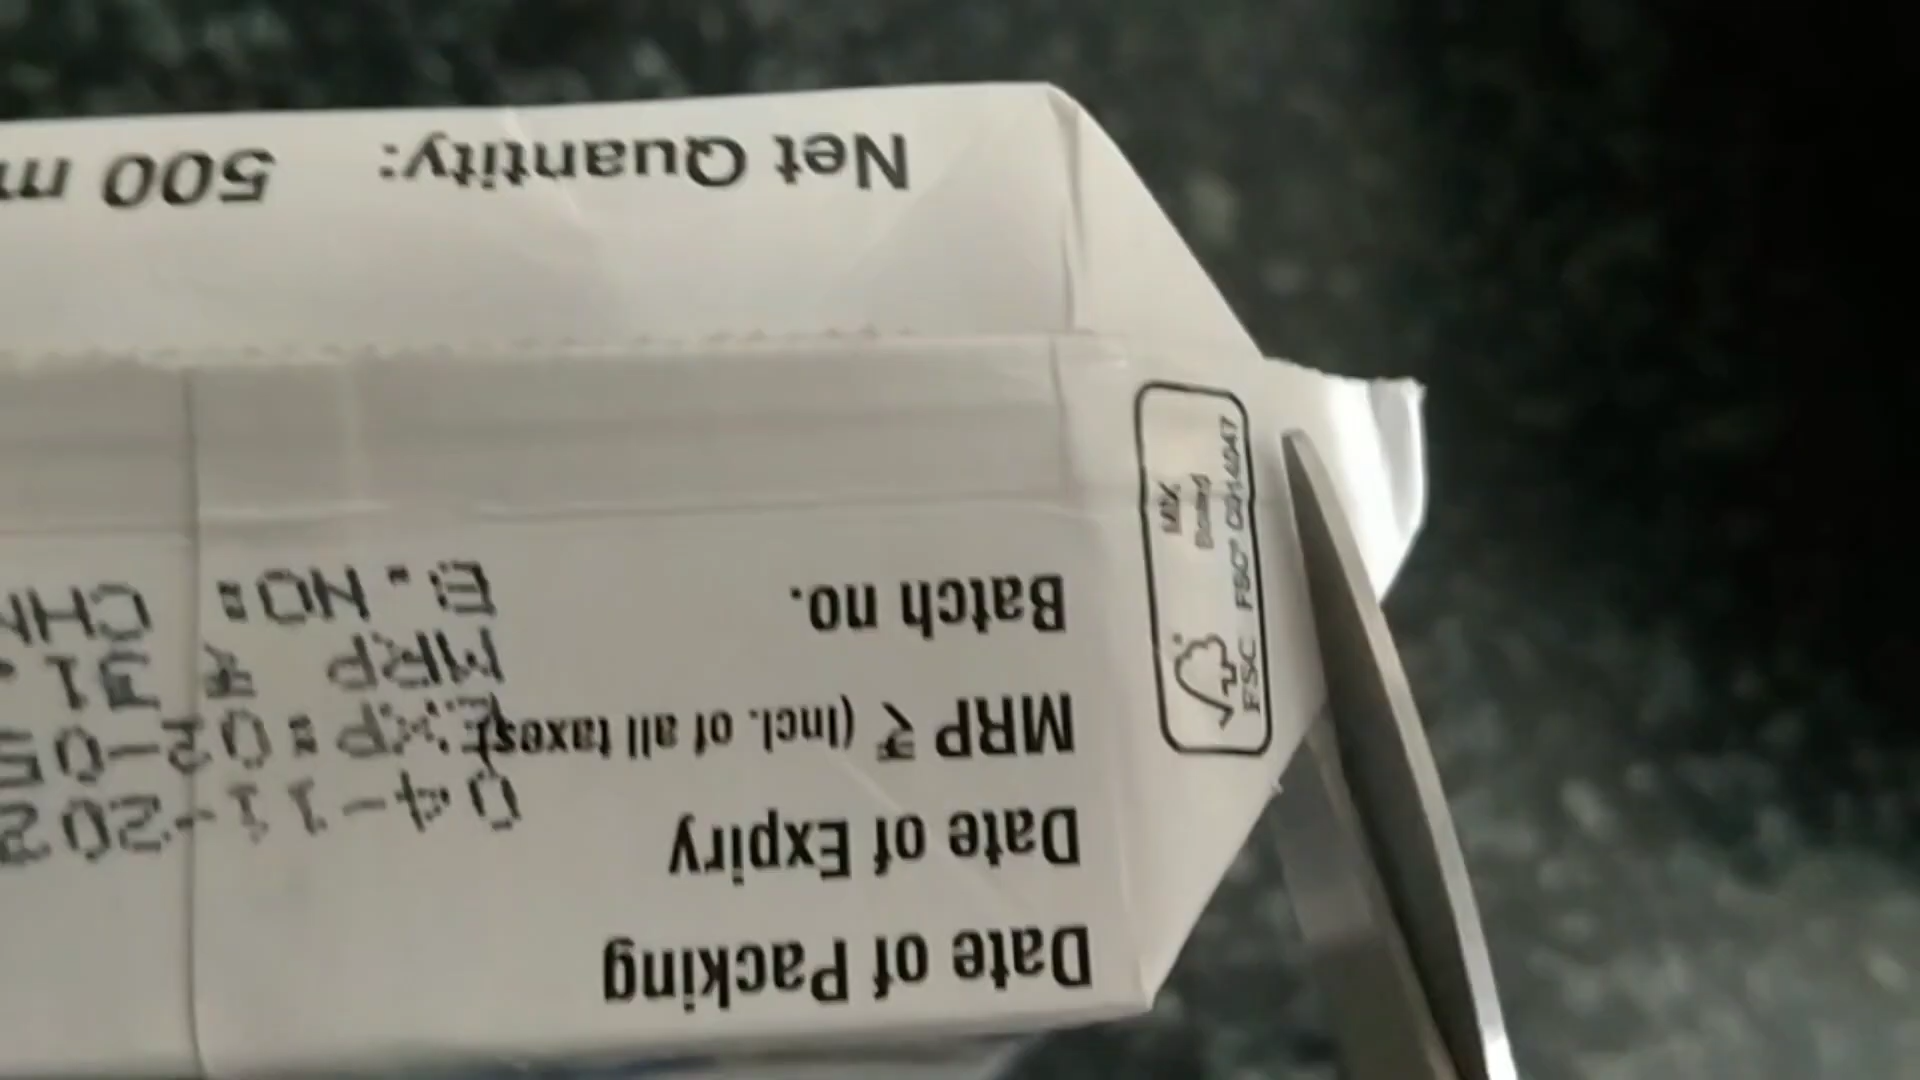 Date of Packing
Date of Expiry
MRP ₹ (Incl. of all taxes)
Batch no.
04-11-202
EXP: 02-05
MRP ₹ 31.
B.NO: CHN
Net Quantity: 500 m
MIX
Board
FSC® C014047
FSC